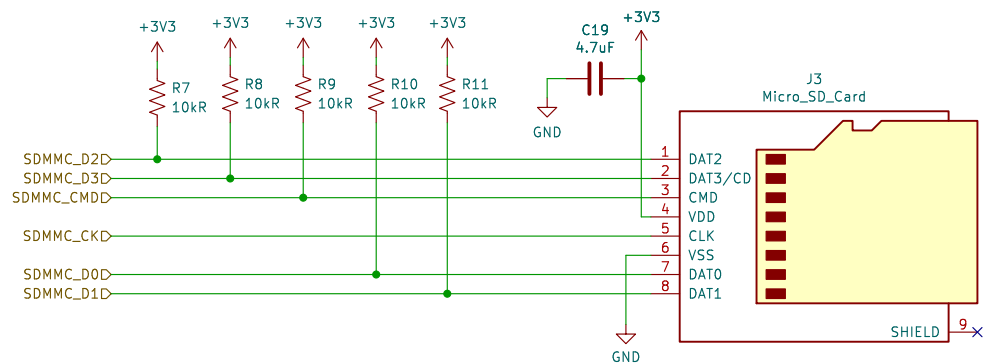 +3V3
+3V3
+3V3
+3V3
+3V3
+3V3
C19
4.7uF
R7
10kR
R8
10kR
R9
10kR
R10
10kR
R11
10kR
GND
J3
Micro_SD_Card
SDMMC_D2
1
DAT2
SDMMC_D3
2
DAT3/CD
SDMMC_CMD
3
CMD
4
VDD
SDMMC_CK
5
CLK
6
VSS
SDMMC_D0
7
DAT0
SDMMC_D1
8
DAT1
SHIELD
9
GND